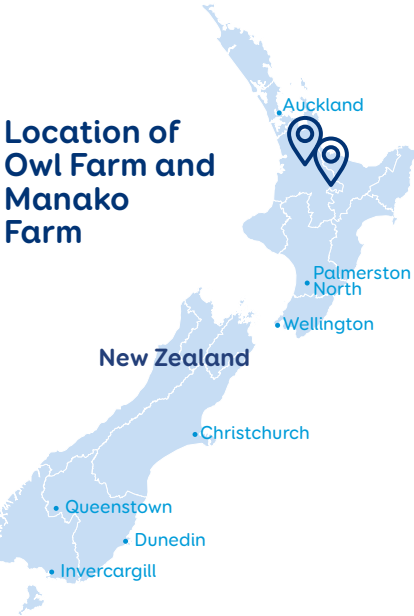 Auckland
Location of
Owl Farm and
Manako
Farm
Palmerston
North
Wellington
New Zealand
Christchurch
Queenstown
Dunedin
Invercargill